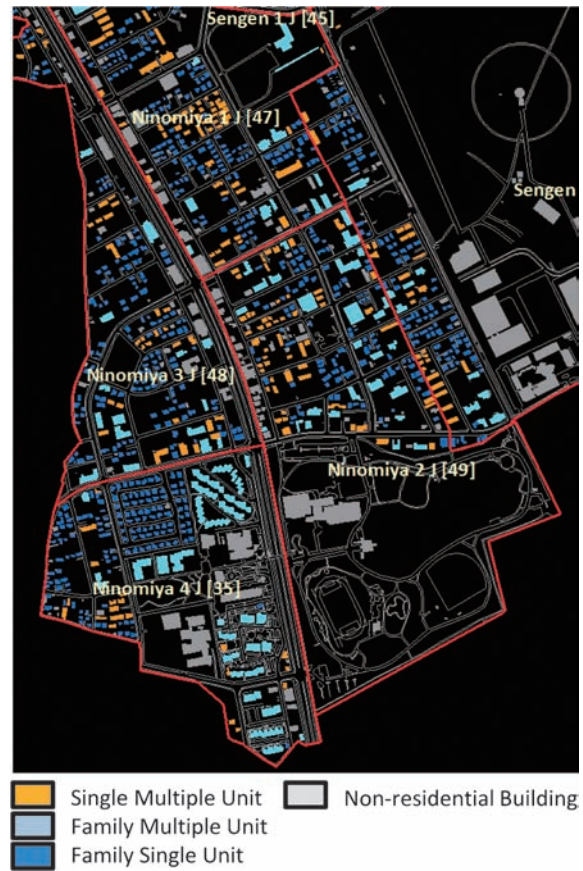 Sengen 1 J [45]
Ninomiya 1 J [47]
Sengen
Ninomiya 3 J [48]
Ninomiya 2 J [49]
Ninomiya 4 J [35]
Single Multiple Unit
Non-residential Building
Family Multiple Unit
Family Single Unit